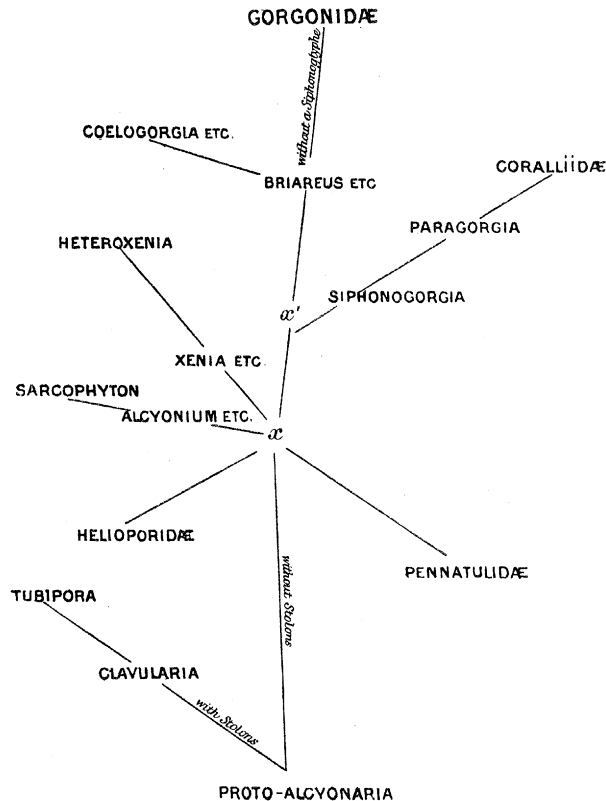 GORGONIDÆ
without a Siphonoglyphe
COELOGORGIA ETC.
CORALLiiDÆ
BRIAREUS ETC
PARAGORGIA
HETEROXENIA
SIPHONOGORGIA
x'
XENIA ETC.
SARCOPHYTON
ALCYONIUM ETC.
x
HELIOPORIDÆ
PENNATULIDÆ
without Stolons
TUBIPORA
CLAVULARIA
with Stolons
PROTO-ALCYONARIA